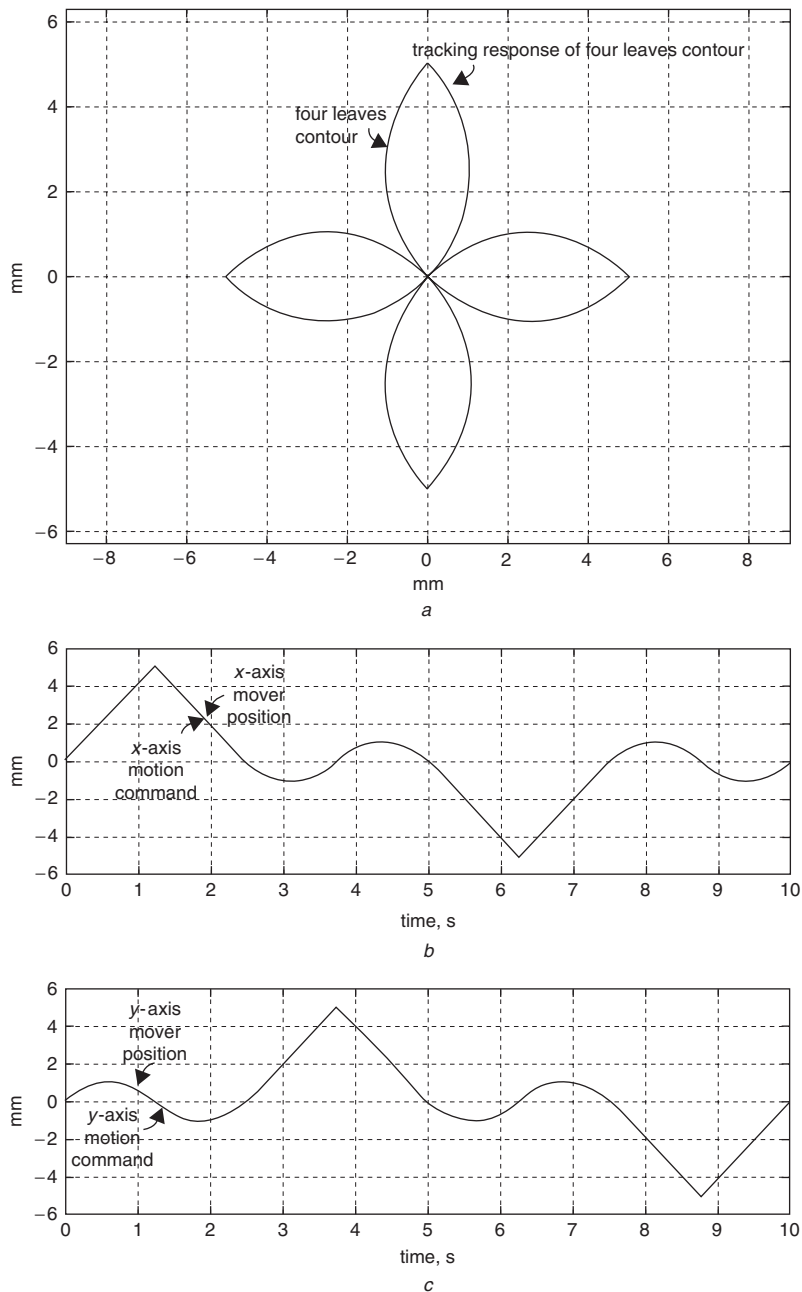 6
tracking response of four leaves contour
4
four leaves
contour
2
mm
0
−2
−4
−6
−8
−6
−4
−2
0
2
4
6
8
mm
a
6
4
2
0
−2
−4
−6
mm
x-axis
mover
position
x-axis
motion
command
0
1
2
3
4
5
6
7
8
9
10
time, s
b
6
4
2
0
−2
−4
−6
mm
y-axis
mover
position
y-axis
motion
command
0
1
2
3
4
5
6
7
8
9
10
time, s
c